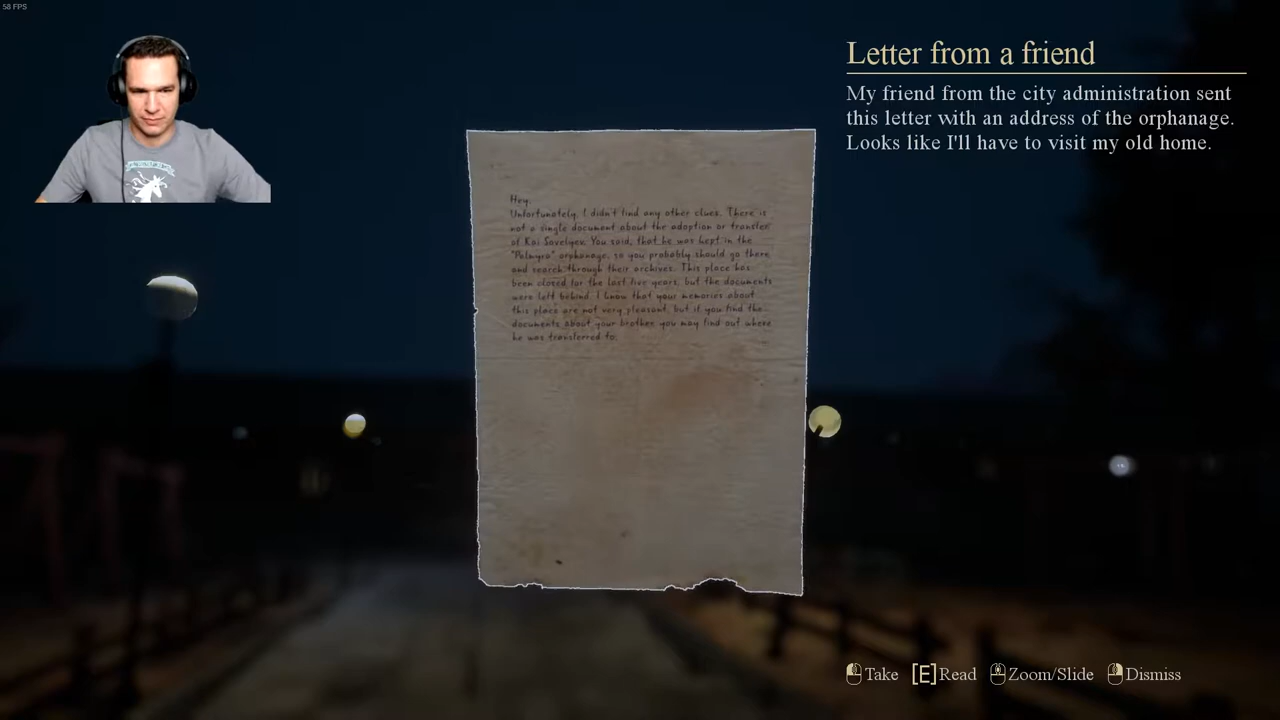 58 FPS
Letter from a friend
My friend from the city administration sent
this letter with an address of the orphanage.
Looks like I'll have to visit my old home.
Hey.
Unfortunately, I didn't find any other clues. There is
not a single document about the adoption or transfer
of Kai Savelyev. You said, that he was kept in the
"Palmyra" orphanage, so you probably should go there
and search through their archives. This place has
been closed for the last five years, but the documents
were left behind. I know that your memories about
this place are not very pleasant, but if you find the
documents about your brother you may find out where
he was transferred to.
Take [E] Read Zoom/Slide Dismiss